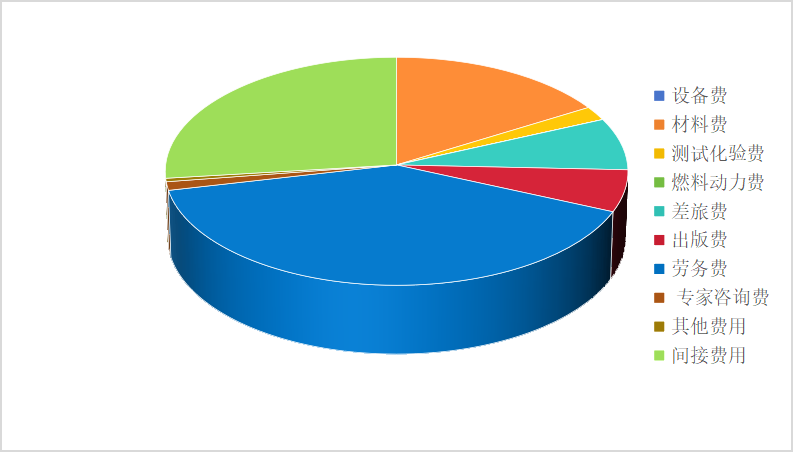 设备费
材料费
测试化验费
燃料动力费
差旅费
出版费
劳务费
专家咨询费
其他费用
间接费用